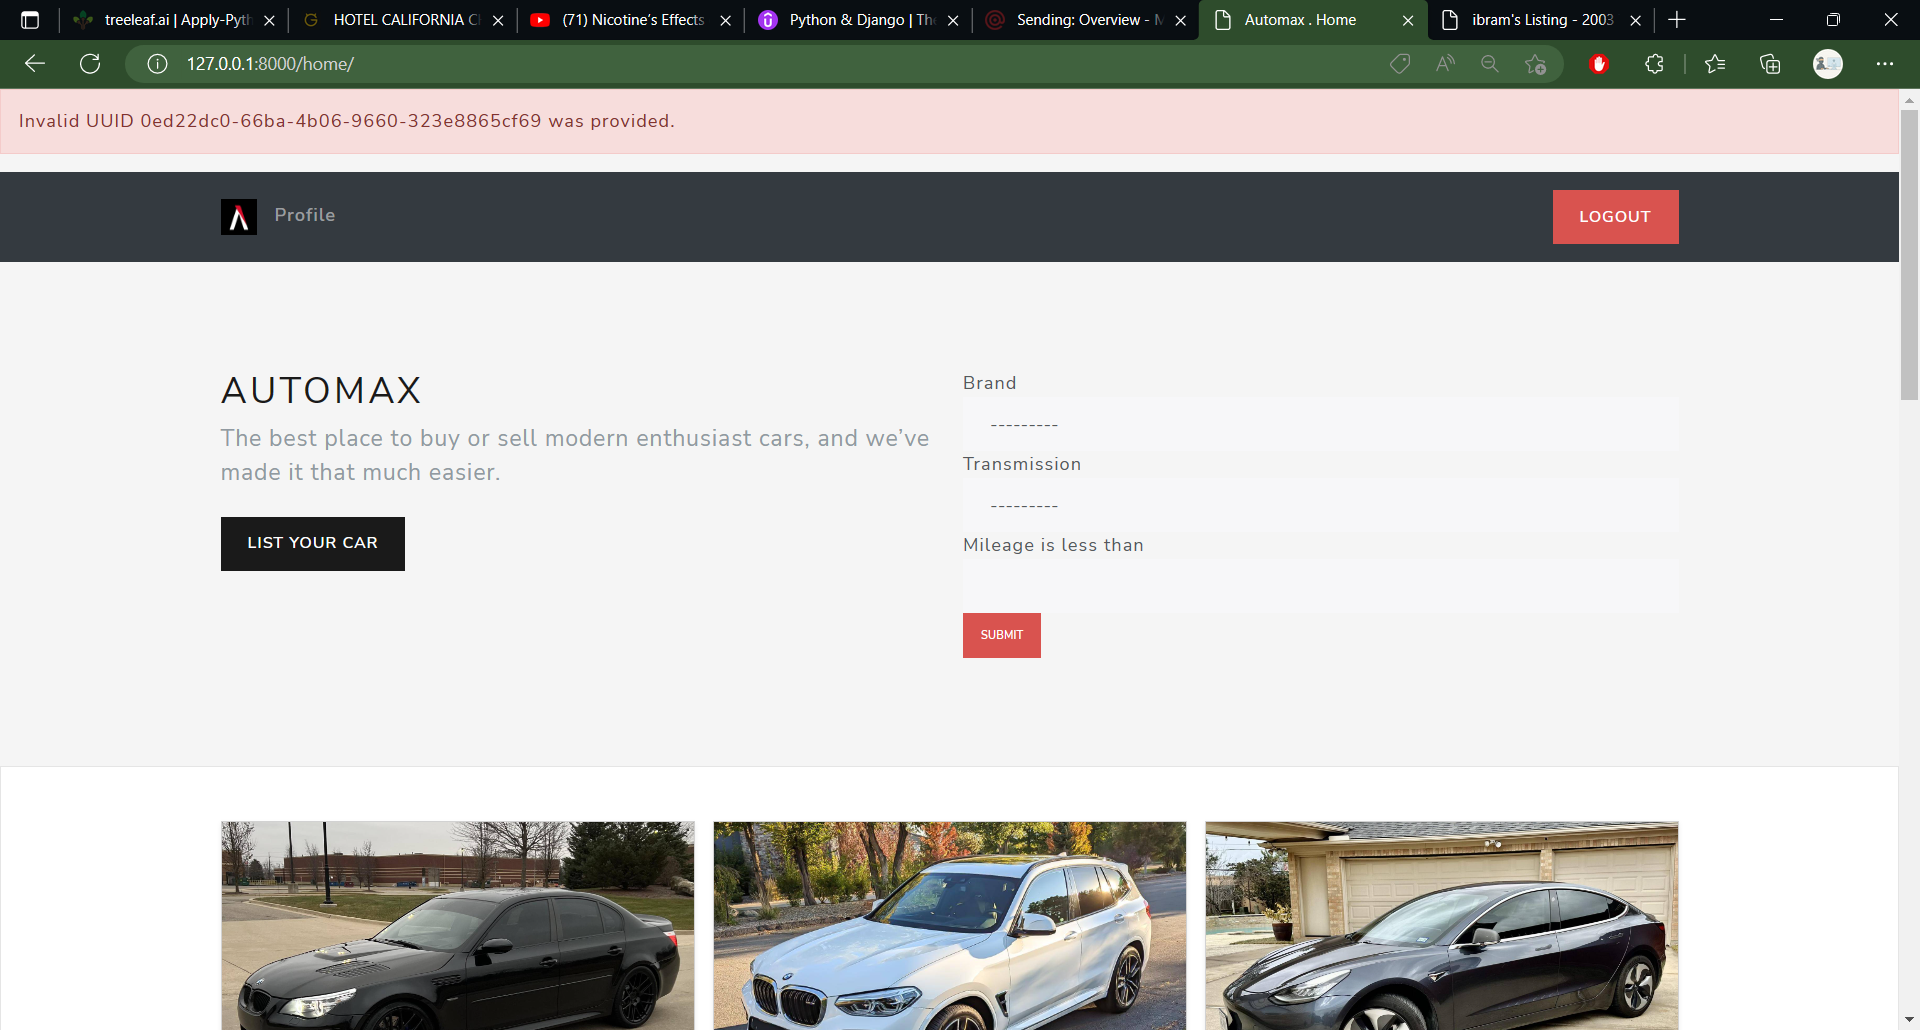 treeleaf.ai | Apply-Pyth
HOTEL CALIFORNIA C
(71) Nicotine's Effects
Python & Django | The
Sending: Overview - M
Automax . Home
ibram's Listing - 2003
127.0.0.1:8000/home/
Invalid UUID 0ed22dc0-66ba-4b06-9660-323e8865cf69 was provided.
Profile
LOGOUT
AUTOMAX
The best place to buy or sell modern enthusiast cars, and we've
made it that much easier.
LIST YOUR CAR
Brand
---------
Transmission
---------
Mileage is less than
SUBMIT